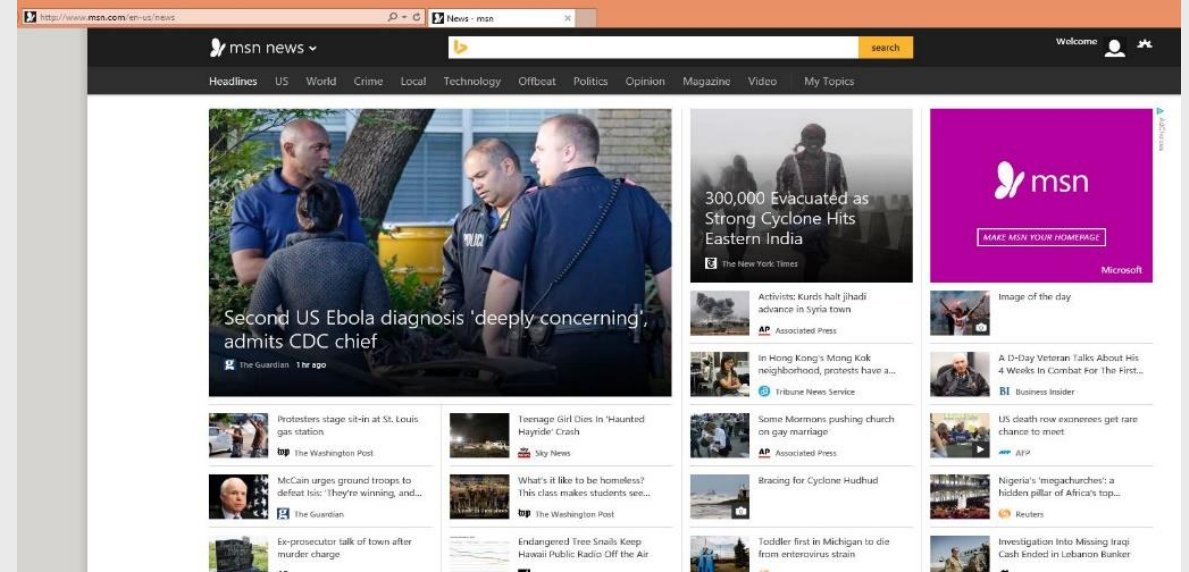 http://www.msn.com/en-us/news
News - msn
msn news
search
Welcome
Headlines US World Crime Local Technology Offbeat Politics Opinion Magazine Video My Topics
Second US Ebola diagnosis 'deeply concerning',
admits CDC chief
The Guardian 1 hr ago
300,000 Evacuated as
Strong Cyclone Hits
Eastern India
The New York Times
AdChoices
msn
MAKE MSN YOUR HOMEPAGE
Microsoft
Activists: Kurds halt jihadi
advance in Syria town
AP Associated Press
Image of the day
In Hong Kong's Mong Kok
neighborhood, protests have a...
Tribune News Service
A D-Day Veteran Talks About His
4 Weeks In Combat For The First...
BI Business Insider
Protesters stage sit-in at St. Louis
gas station
The Washington Post
Teenage Girl Dies In 'Haunted
Hayride' Crash
Sky News
Some Mormons pushing church
on gay marriage
AP Associated Press
US death row exonerees get rare
chance to meet
AFP AFP
McCain urges ground troops to
defeat Isis: 'They're winning, and...
The Guardian
What's it like to be homeless?
This class makes students see...
The Washington Post
Bracing for Cyclone Hudhud
Nigeria's 'megachurches': a
hidden pillar of Africa's top...
Reuters
Ex-prosecutor talk of town after
murder charge
Endangered Tree Snails Keep
Hawaii Public Radio Off the Air
Toddler first in Michigan to die
from enterovirus strain
Investigation Into Missing Iraqi
Cash Ended in Lebanon Bunker